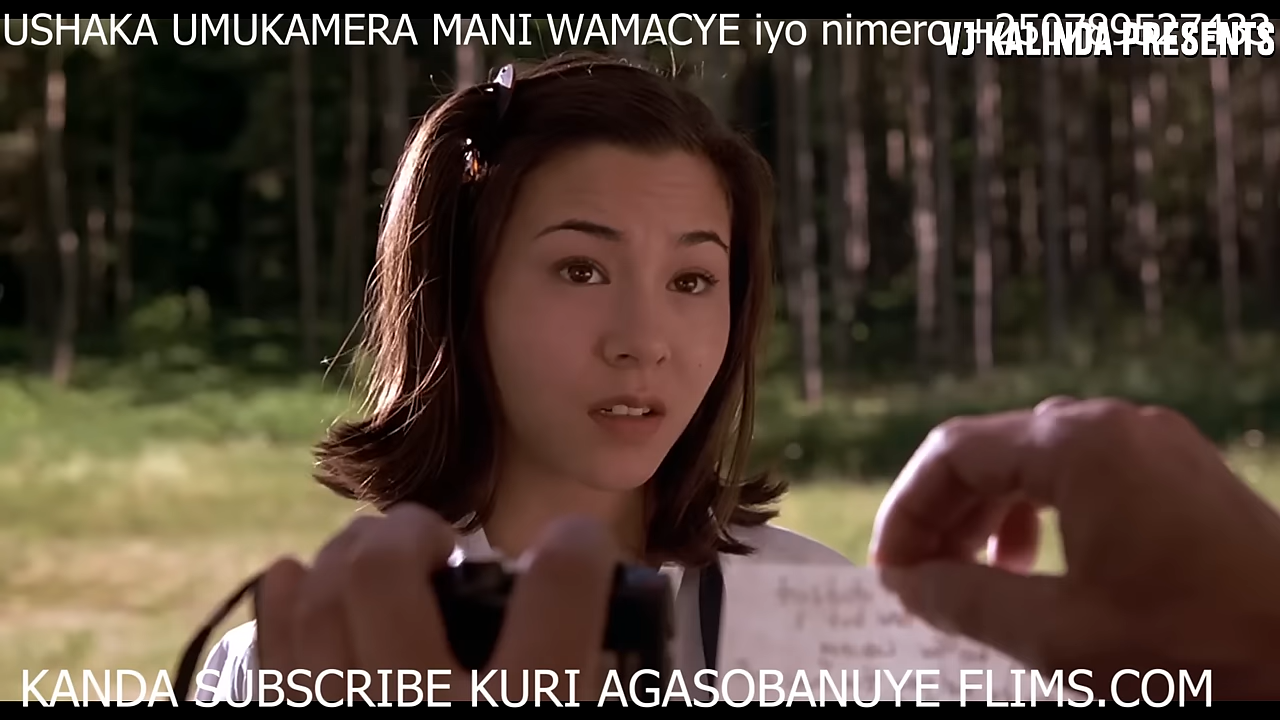 USHAKA UMUKAMERA MANI WAMACYE iyo nimero
VJ KALINDA PRESENTS
KANDA SUBSCRIBE KURI AGASOBANUYE FLIMS.COM